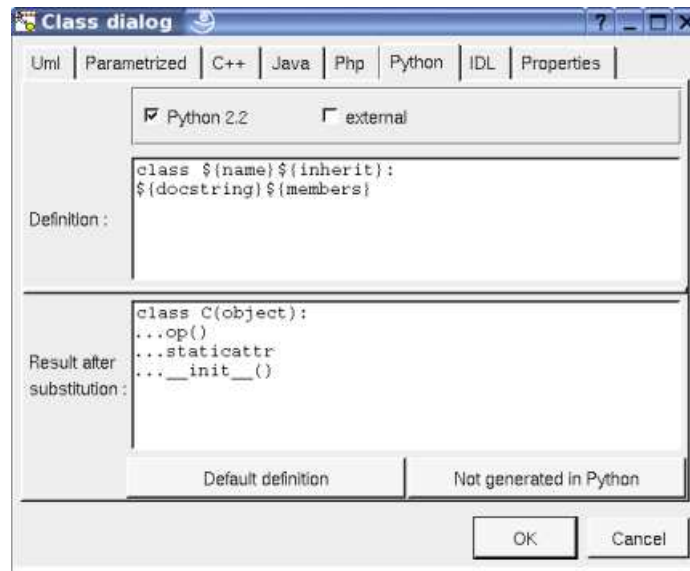 Class dialog
Uml Parametrized C++ Java Php Python IDL Properties
Python 2.2 external
Definition :
class ${name}${inherit}:
${docstring}${members}
Result after
substitution :
class C(object):
...op()
...staticattr
...__init__()
Default definition Not generated in Python
OK Cancel